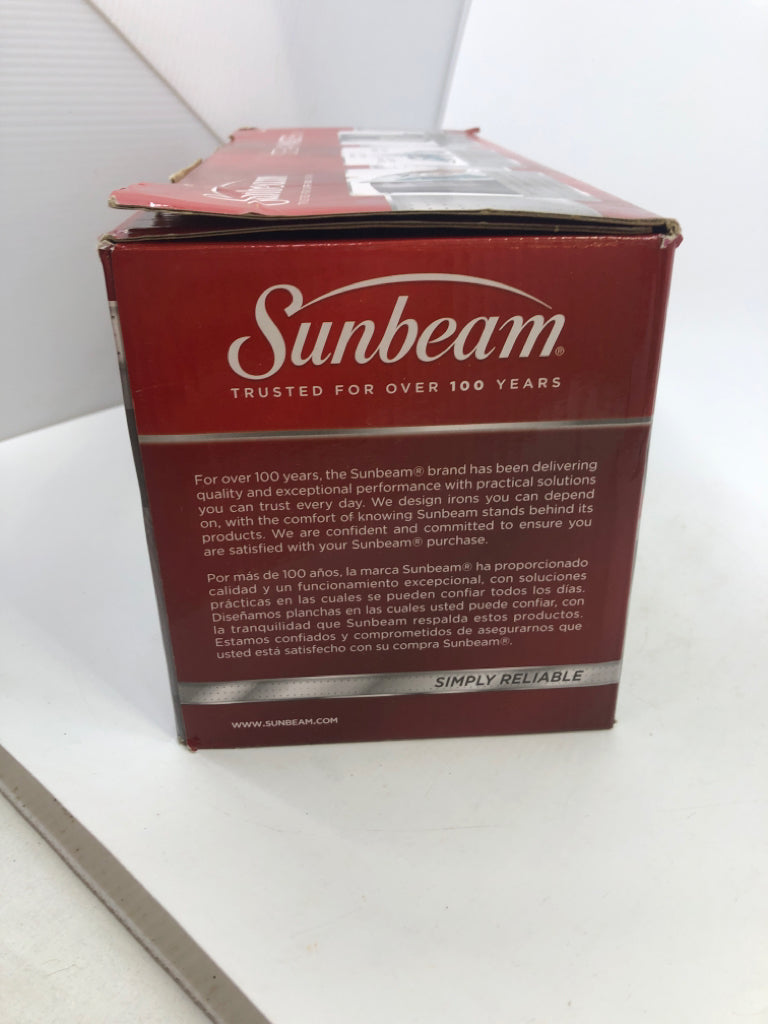 Sunbeam
Sunbeam®
TRUSTED FOR OVER 100 YEARS
For over 100 years, the Sunbeam® brand has been delivering
quality and exceptional performance with practical solutions
you can trust every day. We design irons you can depend
on, with the comfort of knowing Sunbeam stands behind its
products. We are confident and committed to ensure you
are satisfied with your Sunbeam® purchase.
Por más de 100 años, la marca Sunbeam® ha proporcionado
calidad y un funcionamiento excepcional, con soluciones
prácticas en las cuales se pueden confiar todos los días.
Diseñamos planchas en las cuales usted puede confiar, con
la tranquilidad que Sunbeam respalda estos productos.
Estamos confiados y comprometidos de asegurarnos que
usted está satisfecho con su compra Sunbeam®.
SIMPLY RELIABLE
WWW.SUNBEAM.COM